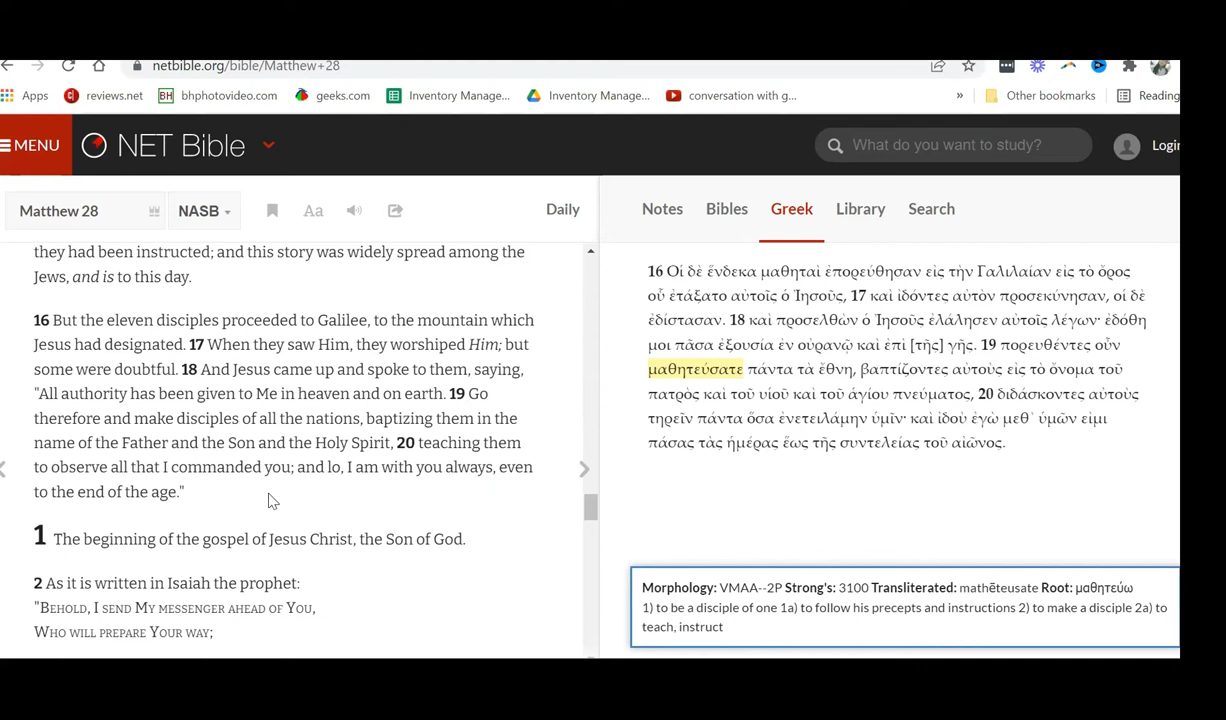 netbible.org/bible/Matthew+28
Apps reviews.net BH bhphotovideo.com geeks.com Inventory Manage... Inventory Manage... conversation with g... » Other bookmarks Reading
MENU NET Bible What do you want to study? Login
Matthew 28 NASB Aa Daily
Notes Bibles Greek Library Search
they had been instructed; and this story was widely spread among the
Jews, and is to this day.
16 But the eleven disciples proceeded to Galilee, to the mountain which
Jesus had designated. 17 When they saw Him, they worshiped Him; but
some were doubtful. 18 And Jesus came up and spoke to them, saying,
"All authority has been given to Me in heaven and on earth. 19 Go
therefore and make disciples of all the nations, baptizing them in the
name of the Father and the Son and the Holy Spirit, 20 teaching them
to observe all that I commanded you; and lo, I am with you always, even
to the end of the age."
1 The beginning of the gospel of Jesus Christ, the Son of God.
2 As it is written in Isaiah the prophet:
"BEHOLD, I SEND MY MESSENGER AHEAD OF YOU,
WHO WILL PREPARE YOUR WAY;
16 Οἱ δὲ ἕνδεκα μαθηταὶ ἐπορεύθησαν εἰς τὴν Γαλιλαίαν εἰς τὸ ὄρος
οὗ ἐτάξατο αὐτοῖς ὁ Ἰησοῦς, 17 καὶ ἰδόντες αὐτὸν προσεκύνησαν, οἱ δὲ
ἐδίστασαν. 18 καὶ προσελθὼν ὁ Ἰησοῦς ἐλάλησεν αὐτοῖς λέγων· ἐδόθη
μοι πᾶσα ἐξουσία ἐν οὐρανῷ καὶ ἐπὶ [τῆς] γῆς. 19 πορευθέντες οὖν
μαθητεύσατε πάντα τὰ ἔθνη, βαπτίζοντες αὐτοὺς εἰς τὸ ὄνομα τοῦ
πατρὸς καὶ τοῦ υἱοῦ καὶ τοῦ ἁγίου πνεύματος, 20 διδάσκοντες αὐτοὺς
τηρεῖν πάντα ὅσα ἐνετειλάμην ὑμῖν· καὶ ἰδοὺ ἐγὼ μεθ᾽ ὑμῶν εἰμι
πάσας τὰς ἡμέρας ἕως τῆς συντελείας τοῦ αἰῶνος.
Morphology: VMAA--2P Strong's: 3100 Transliterated: mathēteusate Root: μαθητεύω
1) to be a disciple of one 1a) to follow his precepts and instructions 2) to make a disciple 2a) to
teach, instruct